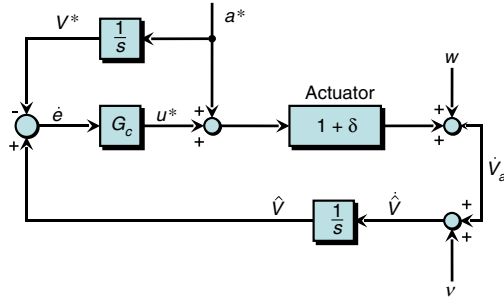 V* 1/s a*
- ė G_c u* + Actuator 1 + δ w +
+ + +
V̇_a
V̂ 1/s V̂̇ +
+
ν